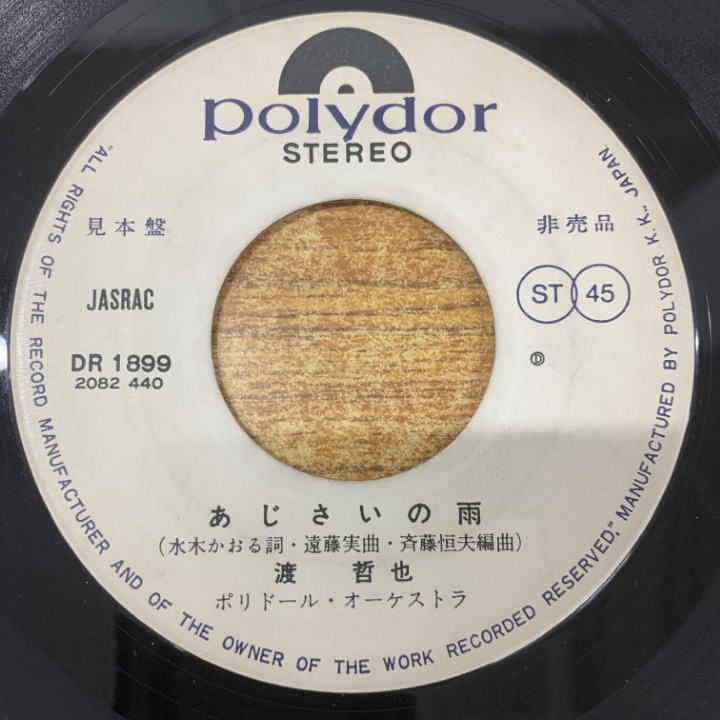 polydor
STEREO
見本盤
非売品
JASRAC
ST 45
DR 1899
2082 440
Ⓓ
あじさいの雨
(水木かおる詞・遠藤実曲・斉藤恒夫編曲)
渡 哲也
ポリドール・オーケストラ
"ALL RIGHTS OF THE RECORD MANUFACTURER AND OF THE OWNER OF THE WORK RECORDED RESERVED," MANUFACTURED BY POLYDOR K.K., JAPAN.